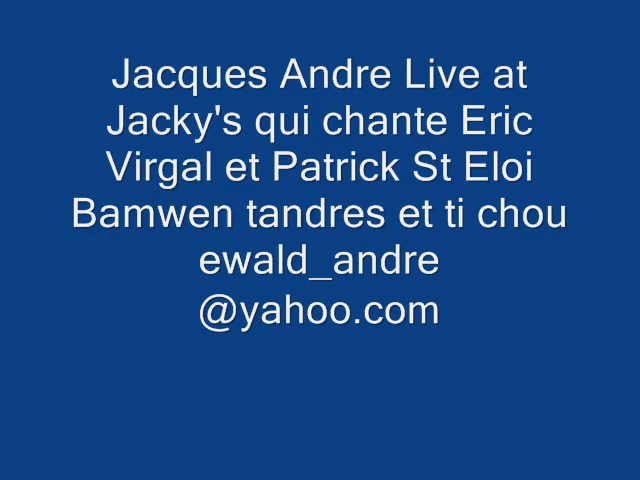 Jacques Andre Live at
Jacky's qui chante Eric
Virgal et Patrick St Eloi
Bamwen tandres et ti chou
ewald_andre
@yahoo.com